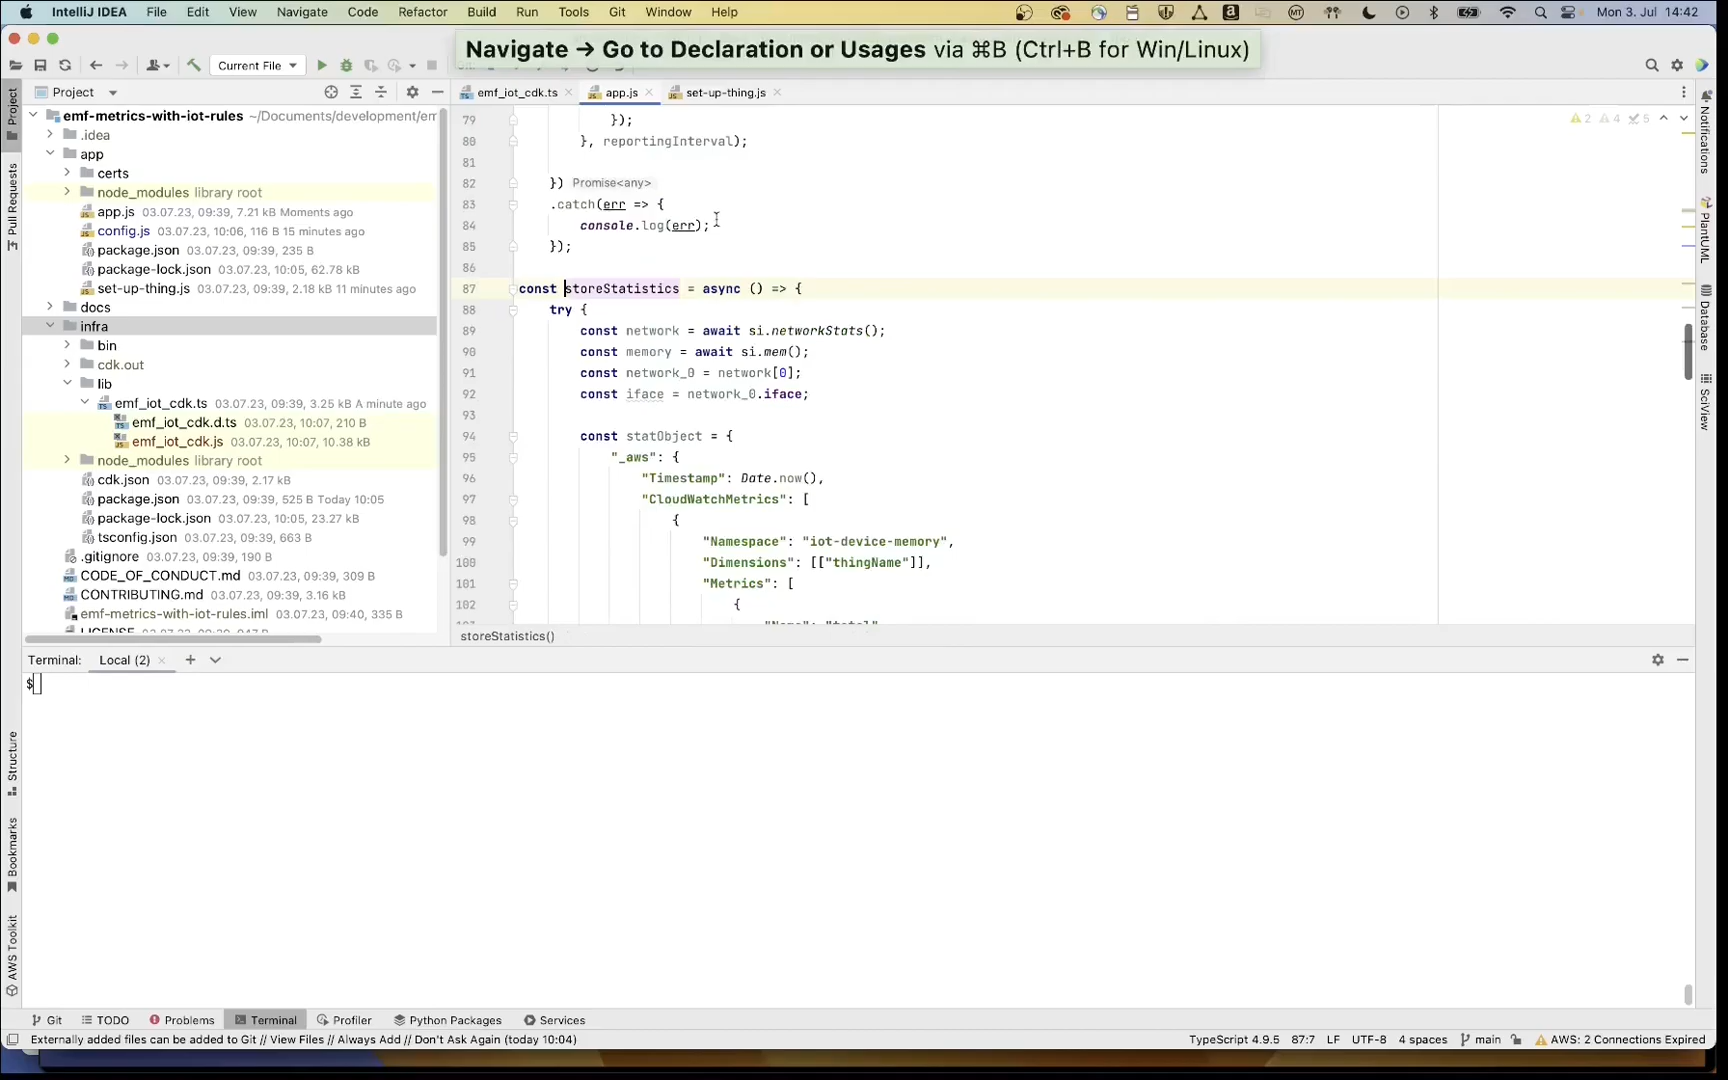 IntelliJ IDEA File Edit View Navigate Code Refactor Build Run Tools Git Window Help Mon 3. Jul 14:42
Navigate → Go to Declaration or Usages via ⌘B (Ctrl+B for Win/Linux)
Current File
Project
emf_iot_cdk.ts app.js set-up-thing.js
emf-metrics-with-iot-rules ~/Documents/development/em
.idea
app
certs
node_modules library root
app.js 03.07.23, 09:39, 7.21 kB Moments ago
config.js 03.07.23, 10:06, 116 B 15 minutes ago
package.json 03.07.23, 09:39, 235 B
package-lock.json 03.07.23, 10:05, 62.78 kB
set-up-thing.js 03.07.23, 09:39, 2.18 kB 11 minutes ago
docs
infra
bin
cdk.out
lib
emf_iot_cdk.ts 03.07.23, 09:39, 3.25 kB A minute ago
emf_iot_cdk.d.ts 03.07.23, 10:07, 210 B
emf_iot_cdk.js 03.07.23, 10:07, 10.38 kB
node_modules library root
cdk.json 03.07.23, 09:39, 2.17 kB
package.json 03.07.23, 09:39, 525 B Today 10:05
package-lock.json 03.07.23, 10:05, 23.27 kB
tsconfig.json 03.07.23, 09:39, 663 B
.gitignore 03.07.23, 09:39, 190 B
CODE_OF_CONDUCT.md 03.07.23, 09:39, 309 B
CONTRIBUTING.md 03.07.23, 09:39, 3.16 kB
emf-metrics-with-iot-rules.iml 03.07.23, 09:40, 335 B
LICENSE
2 4 5
79 });
80 }, reportingInterval);
81
82 }) Promise<any>
83 .catch(err => {
84 console.log(err);
85 });
86
87 const storeStatistics = async () => {
88 try {
89 const network = await si.networkStats();
90 const memory = await si.mem();
91 const network_0 = network[0];
92 const iface = network_0.iface;
93
94 const statObject = {
95 "_aws": {
96 "Timestamp": Date.now(),
97 "CloudWatchMetrics": [
98 {
99 "Namespace": "iot-device-memory",
100 "Dimensions": [["thingName"]],
101 "Metrics": [
102 {
"Name": "total"
storeStatistics()
Project
Pull Requests
Structure
Bookmarks
AWS Toolkit
Notifications
PlantUML
Database
SciView
Terminal: Local (2)
$
Git TODO Problems Terminal Profiler Python Packages Services
Externally added files can be added to Git // View Files // Always Add // Don't Ask Again (today 10:04) TypeScript 4.9.5 87:7 LF UTF-8 4 spaces main AWS: 2 Connections Expired